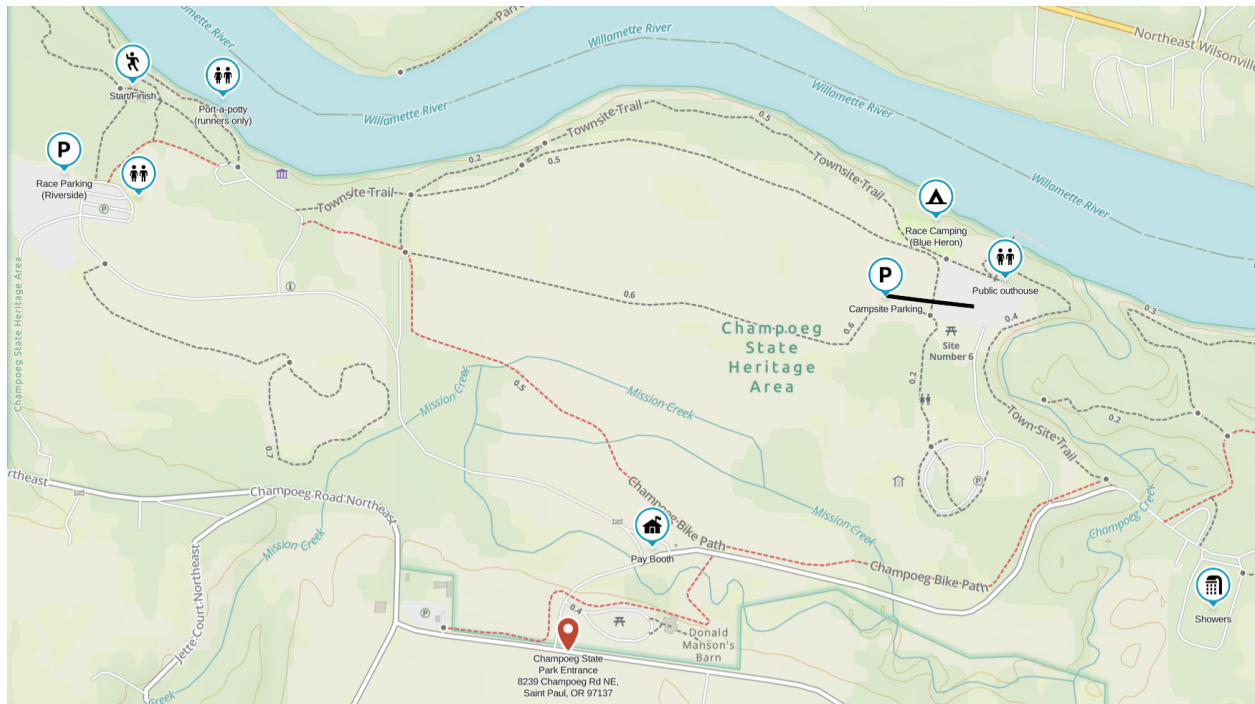 Willamette River
Parre
Willamette River
Northeast Wilsonvill
Start/Finish
Port-a-potty
(runners only)
Willamette River
Willamette River
0.5
Townsite Trail
P
Race Parking
(Riverside)
0.2
0.5
Townsite Trail
Willamette River
Townsite Trail
P
Race Camping
(Blue Heron)
Champoeg State Heritage Area
P
Public outhouse
Campsite Parking
0.6
0.6
0.4
0.3
Champoeg
State
Heritage
Area
Site
Number 6
0.2
Mission Creek
0.5
Mission Creek
0.2
Town Site Trail
0.7
rtheast
Champoeg Road Northeast
P
Champoeg Bike Path
Mission Creek
Mission Creek
Champoeg Creek
Pay Booth
Champoeg Bike Path
Jette Court Northeast
P
0.4
Showers
Donald
Manson's
Barn
Champoeg State
Park Entrance
8239 Champoeg Rd NE,
Saint Paul, OR 97137
Creek